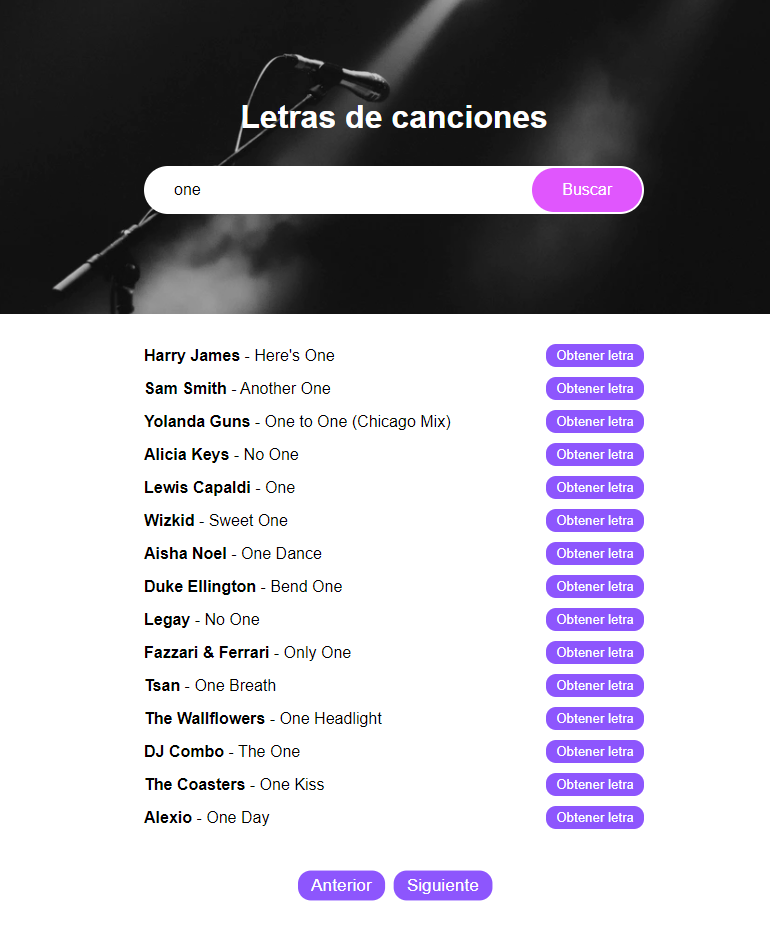 Letras de canciones
one Buscar
Harry James - Here's One Obtener letra
Sam Smith - Another One Obtener letra
Yolanda Guns - One to One (Chicago Mix) Obtener letra
Alicia Keys - No One Obtener letra
Lewis Capaldi - One Obtener letra
Wizkid - Sweet One Obtener letra
Aisha Noel - One Dance Obtener letra
Duke Ellington - Bend One Obtener letra
Legay - No One Obtener letra
Fazzari & Ferrari - Only One Obtener letra
Tsan - One Breath Obtener letra
The Wallflowers - One Headlight Obtener letra
DJ Combo - The One Obtener letra
The Coasters - One Kiss Obtener letra
Alexio - One Day Obtener letra
Anterior Siguiente